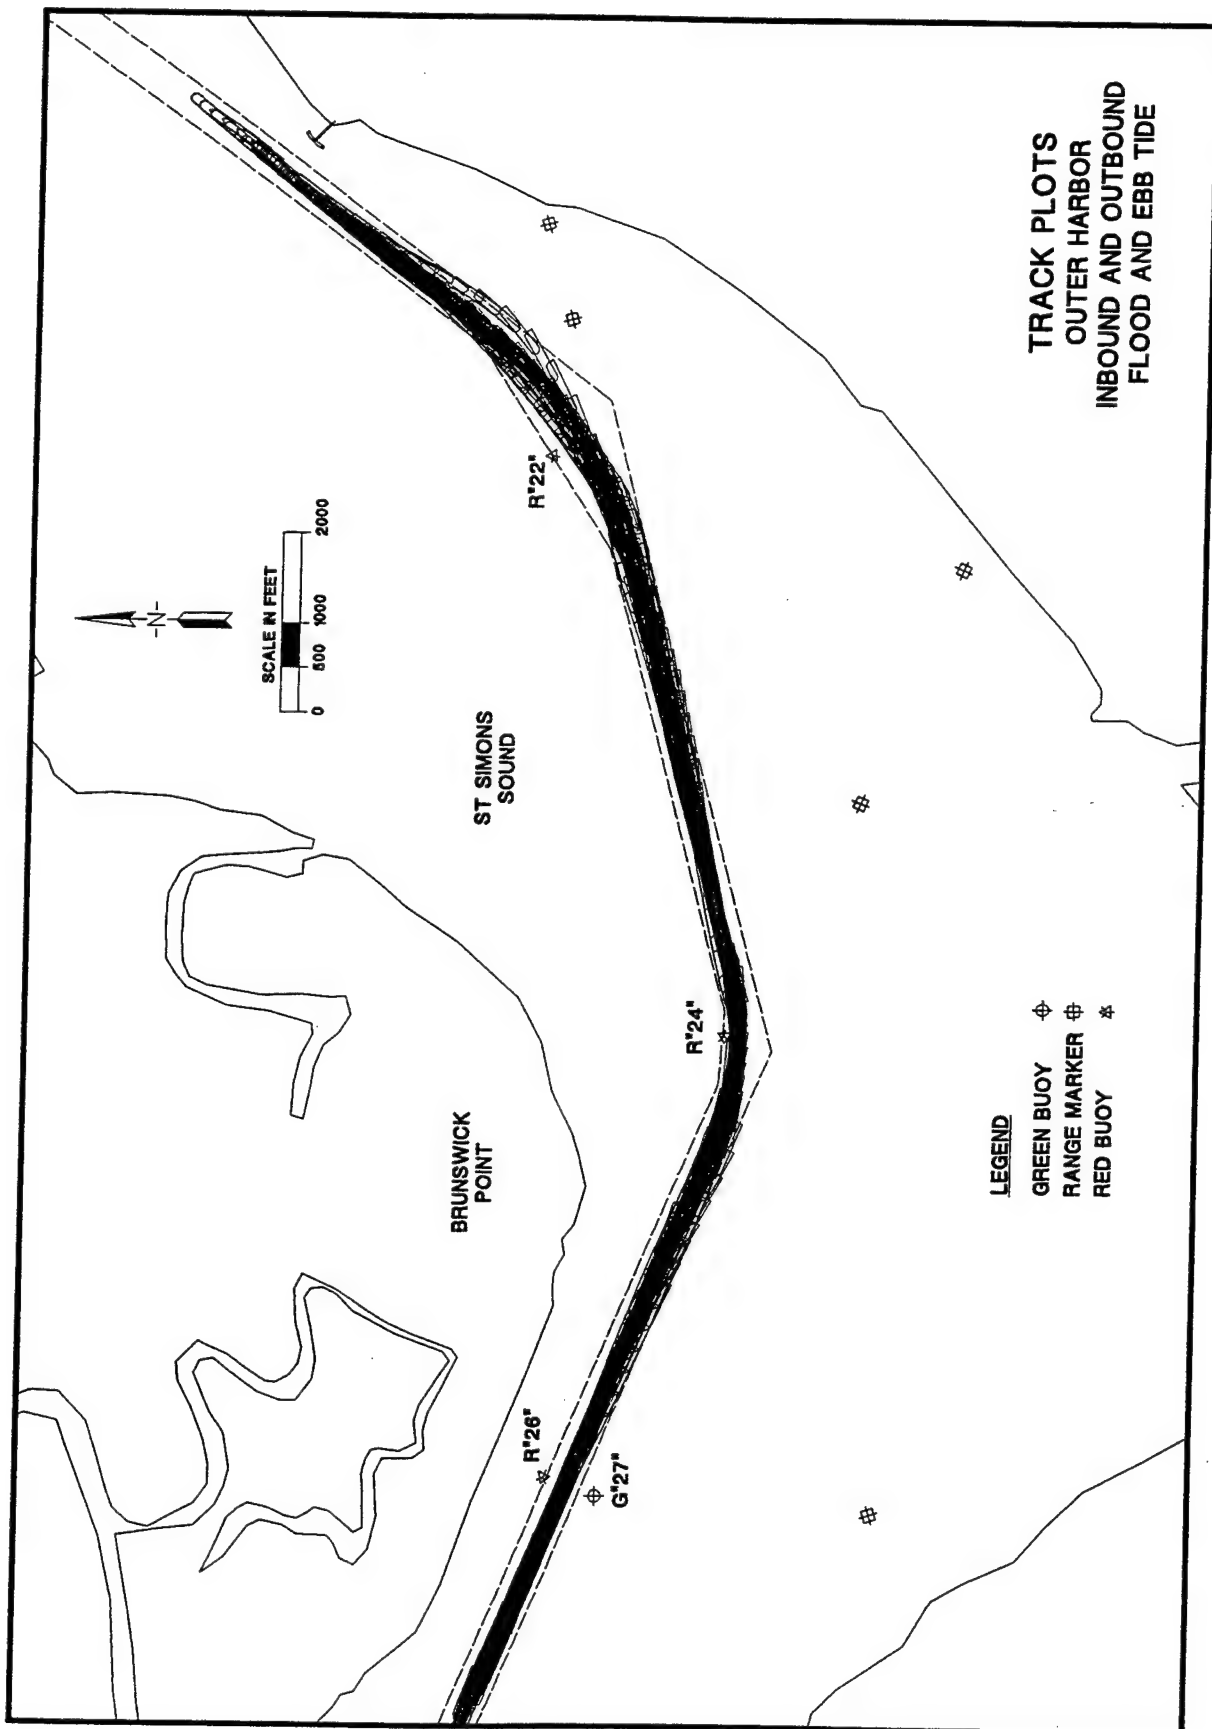 TRACK PLOTS
OUTER HARBOR
INBOUND AND OUTBOUND
FLOOD AND EBB TIDE
SCALE IN FEET
0 500 1000 2000
-N-
R"22"
ST SIMONS
SOUND
R"24"
BRUNSWICK
POINT
R"26"
G"27"
LEGEND
GREEN BUOY
RANGE MARKER
RED BUOY